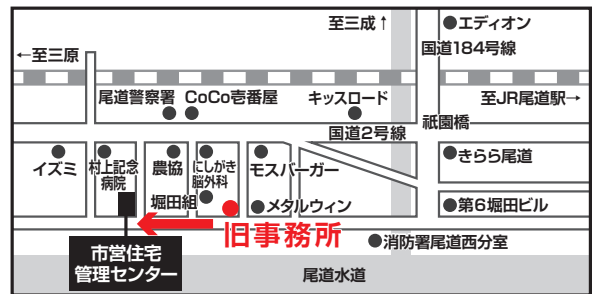 至三成↑
エディオン
国道184号線
←至三原
尾道警察署
CoCo壱番屋
キッスロード
至JR尾道駅→
国道2号線
祇園橋
イズミ
村上記念
病院
農協
にしがき
脳外科
モスバーガー
きらら尾道
堀田組
メタルウィン
第6堀田ビル
旧事務所
消防署尾道西分室
市営住宅
管理センター
尾道水道